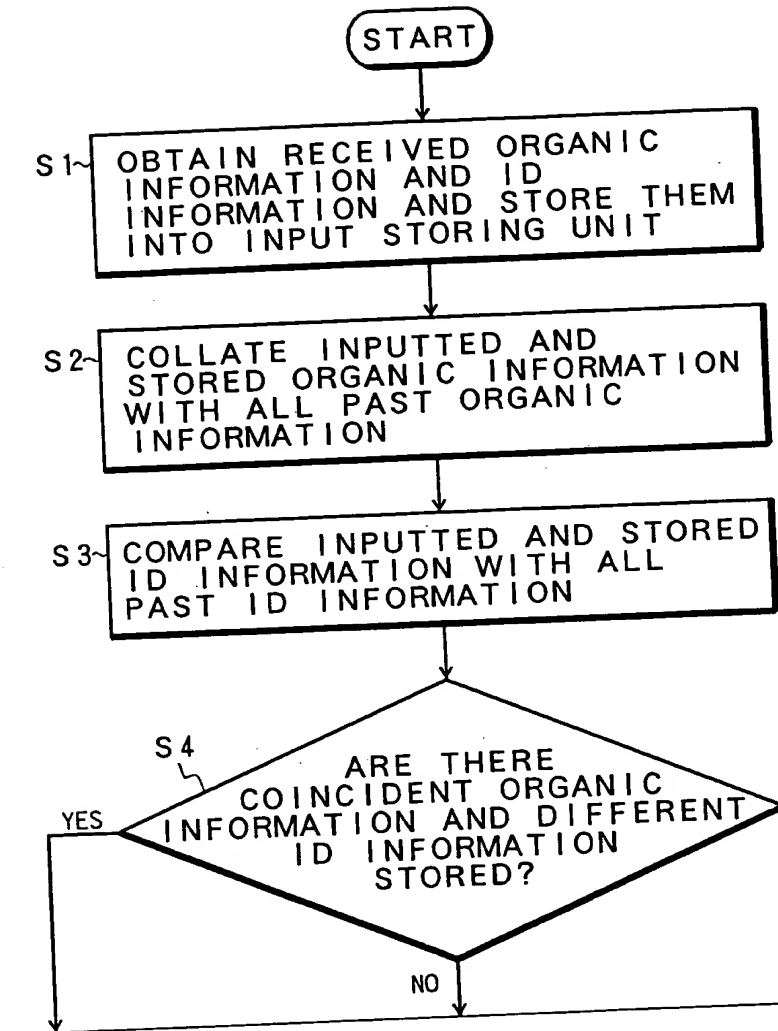 START
S1
OBTAIN RECEIVED ORGANIC
INFORMATION AND ID
INFORMATION AND STORE THEM
INTO INPUT STORING UNIT
S2
COLLATE INPUTTED AND
STORED ORGANIC INFORMATION
WITH ALL PAST ORGANIC
INFORMATION
S3
COMPARE INPUTTED AND STORED
ID INFORMATION WITH ALL
PAST ID INFORMATION
S4
ARE THERE
COINCIDENT ORGANIC
INFORMATION AND DIFFERENT
ID INFORMATION
STORED?
YES
NO